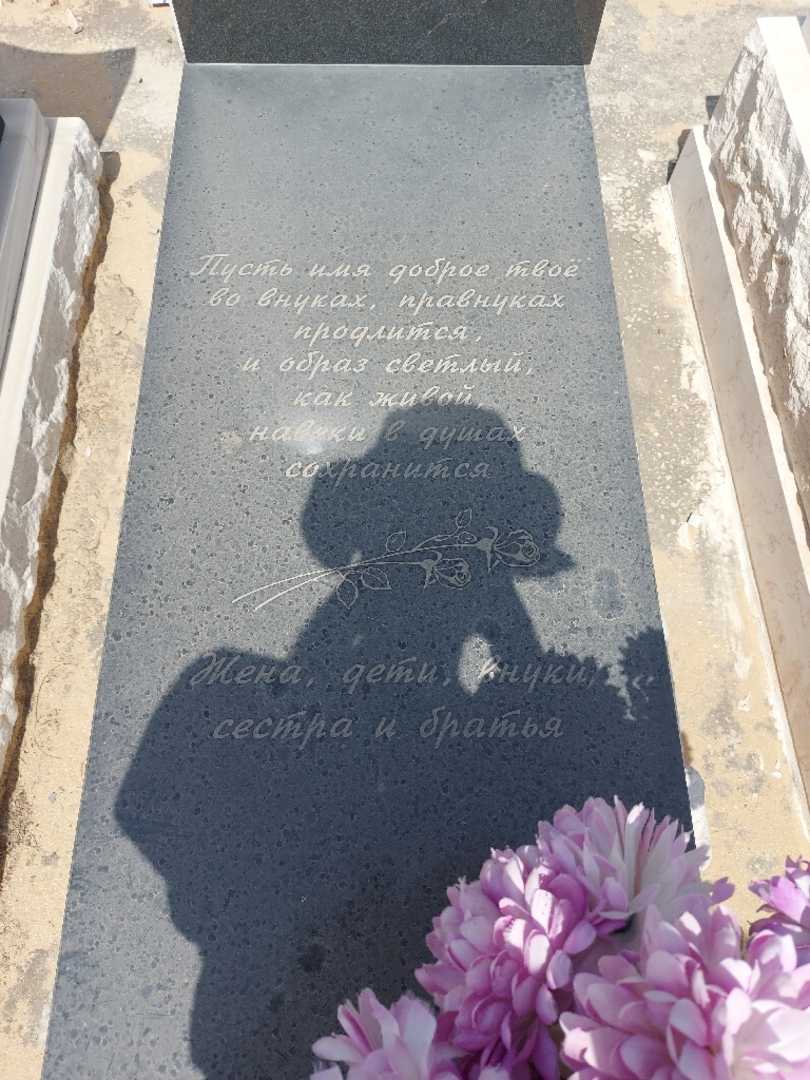 Пусть имя доброе твоё
во внуках, правнуках
продлится,
и образ светлый,
как живой,
навеки в душах
сохранится
Жена, дети, внуки,
сестра и братья